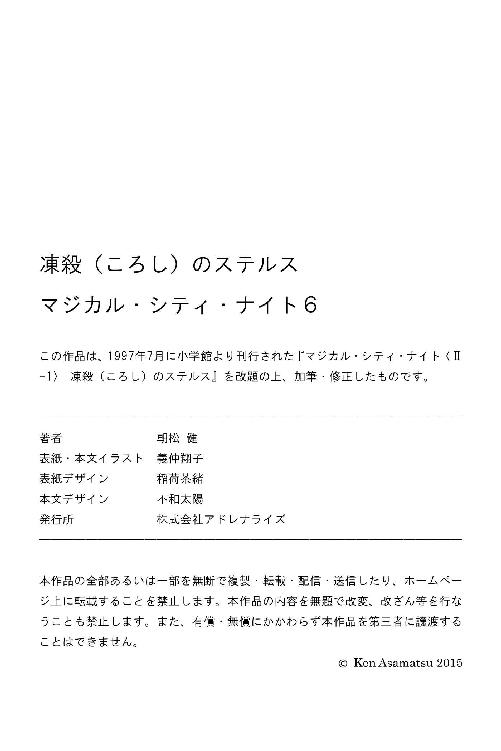 凍殺（ころし）のステルス
マジカル・シティ・ナイト６
この作品は、1997年7月に小学館より刊行された『マジカル・シティ・ナイト〈Ⅱ
-1〉 凍殺（ころし）のステルス』を改題の上、加筆・修正したものです。
著者 朝松 健
表紙・本文イラスト 義仲翔子
表紙デザイン 稲荷茶緒
本文デザイン 不和太陽
発行所 株式会社アドレナライズ
本作品の全部あるいは一部を無断で複製・転載・配信・送信したり、ホームペー
ジ上に転載することを禁止します。本作品の内容を無題で改変、改ざん等を行な
うことも禁止します。また、有償・無償にかかわらず本作品を第三者に譲渡する
ことはできません。
© Ken Asamatsu 2015